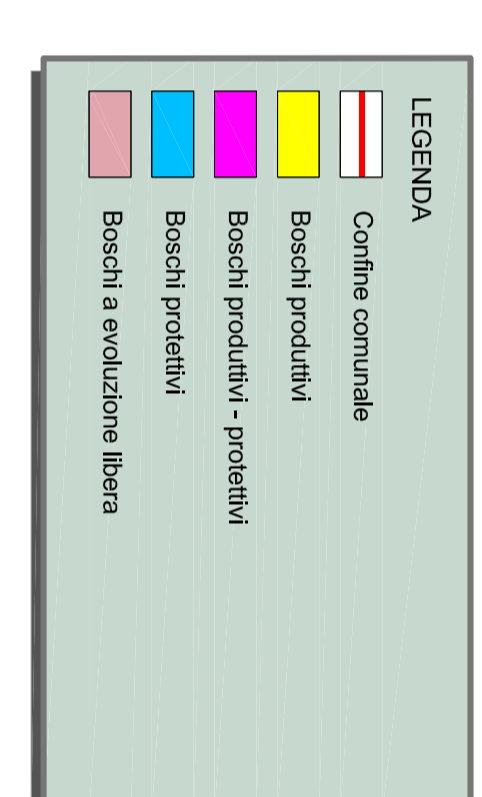 LEGENDA
Confine comunale
Boschi produttivi
Boschi produttivi - protettivi
Boschi protettivi
Boschi a evoluzione libera